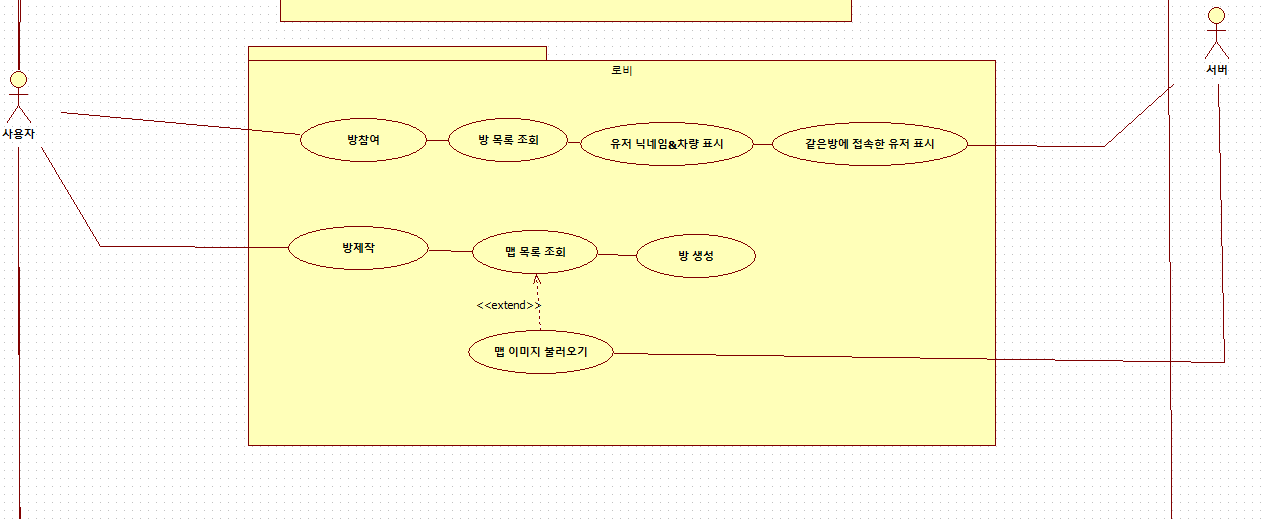 로비
서버
사용자
방참여
방 목록 조회
유저 닉네임&차량 표시
같은방에 접속한 유저 표시
방제작
맵 목록 조회
방 생성
<<extend>>
맵 이미지 불러오기